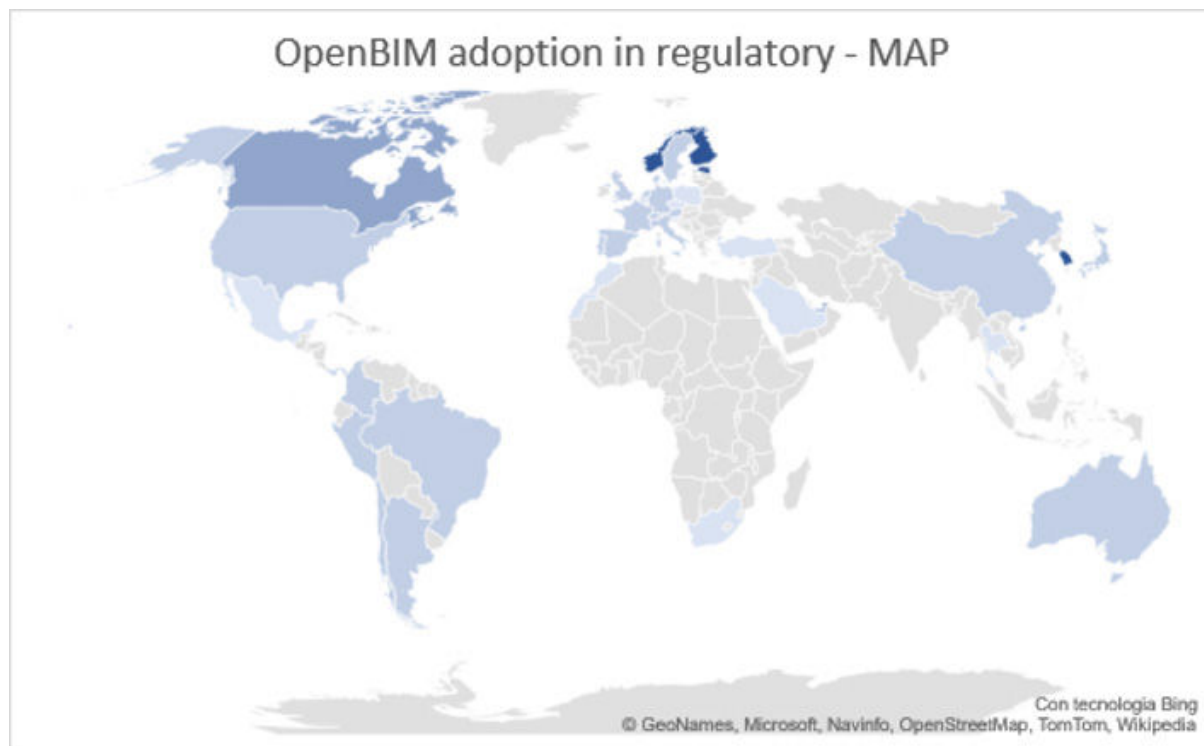 OpenBIM adoption in regulatory - MAP
Con tecnologia Bing
© GeoNames, Microsoft, Navinfo, OpenStreetMap, TomTom, Wikipedia